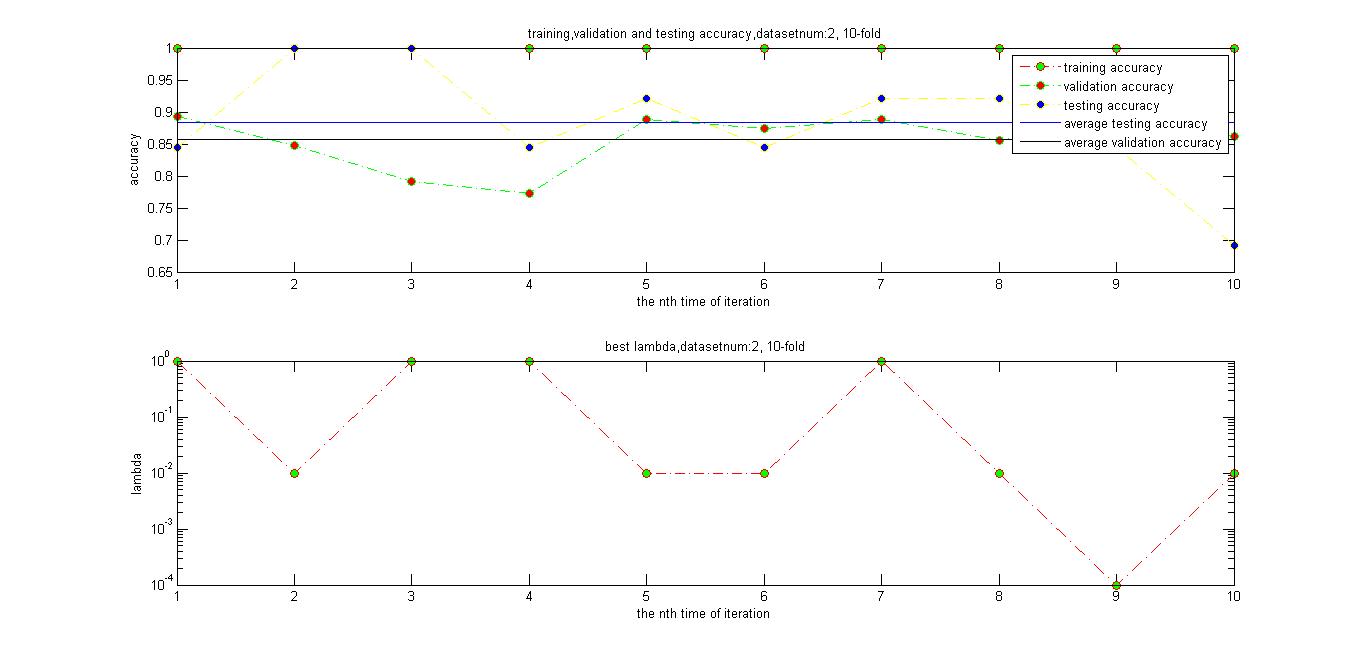 training,validation and testing accuracy,datasetnum:2, 10-fold
1
0.95
0.9
0.85
0.8
0.75
0.7
0.65
accuracy
training accuracy
validation accuracy
testing accuracy
average testing accuracy
average validation accuracy
1 2 3 4 5 6 7 8 9 10
the nth time of iteration
best lambda,datasetnum:2, 10-fold
10^0
10^-1
10^-2
10^-3
10^-4
lambda
1 2 3 4 5 6 7 8 9 10
the nth time of iteration